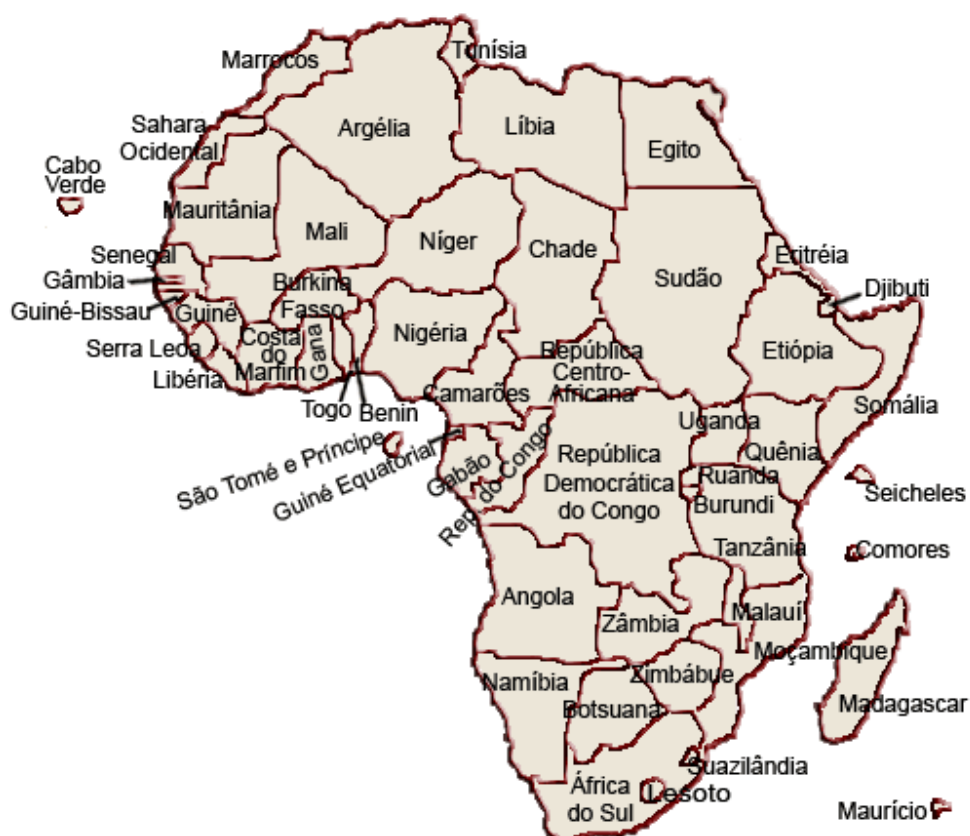 Marrocos
Tunísia
Argélia
Líbia
Egito
Sahara
Ocidental
Cabo
Verde
Mauritânia
Mali
Níger
Chade
Sudão
Eritréia
Senegal
Gâmbia
Guiné-Bissau
Guiné
Burkina
Fasso
Nigéria
Djibuti
Etiópia
Somália
Serra Leoa
Libéria
Costa
do
Marfim
Gana
Togo
Benin
Camarões
República
Centro-
Africana
São Tomé e Príncipe
Guiné Equatorial
Gabão
Rep. do Congo
República
Democrática
do Congo
Uganda
Quênia
Ruanda
Burundi
Seicheles
Tanzânia
Comores
Angola
Zâmbia
Malauí
Moçambique
Namíbia
Zimbábue
Botsuana
Madagascar
Suazilândia
África
do Sul
Lesoto
Maurício